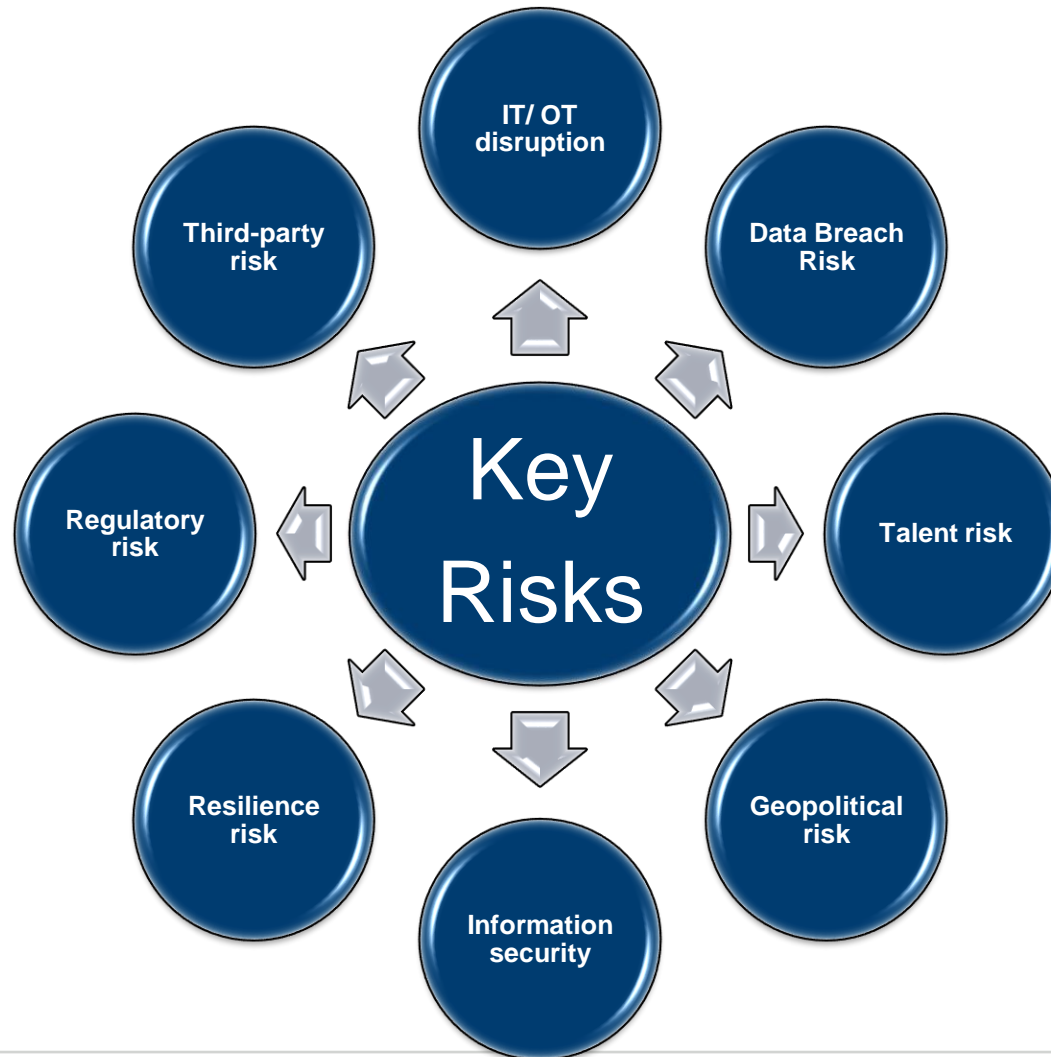 IT/ OT
disruption
Third-party
risk
Data Breach
Risk
Key
Risks
Regulatory
risk
Talent risk
Resilience
risk
Geopolitical
risk
Information
security